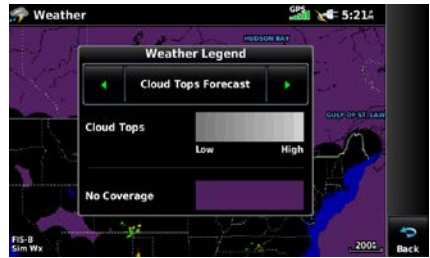 Weather
GPS
5:21
HUDSON BAY
Weather Legend
Cloud Tops Forecast
GULF OF ST. LAW
Cloud Tops
Low
High
No Coverage
FIS-B
Sim Wx
200
Back